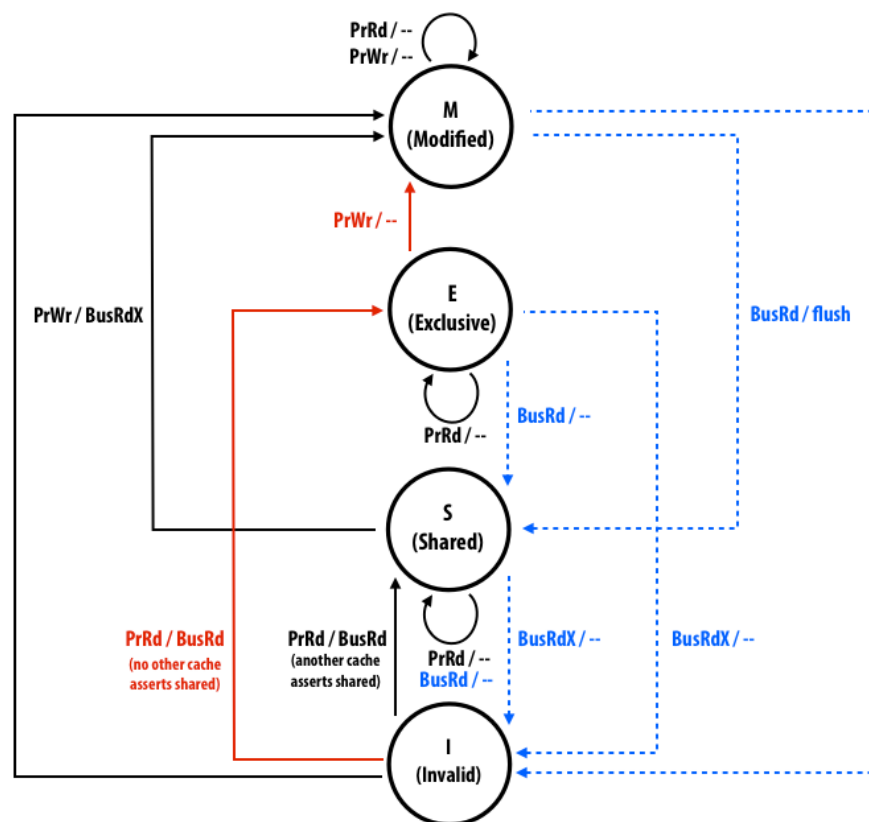 PrRd / --
PrWr / --
M
(Modified)
PrWr / --
E
(Exclusive)
PrWr / BusRdX
BusRd / flush
PrRd / --
BusRd / --
S
(Shared)
PrRd / BusRd
(no other cache
asserts shared)
PrRd / BusRd
(another cache
asserts shared)
PrRd / --
BusRd / --
BusRdX / --
BusRdX / --
I
(Invalid)